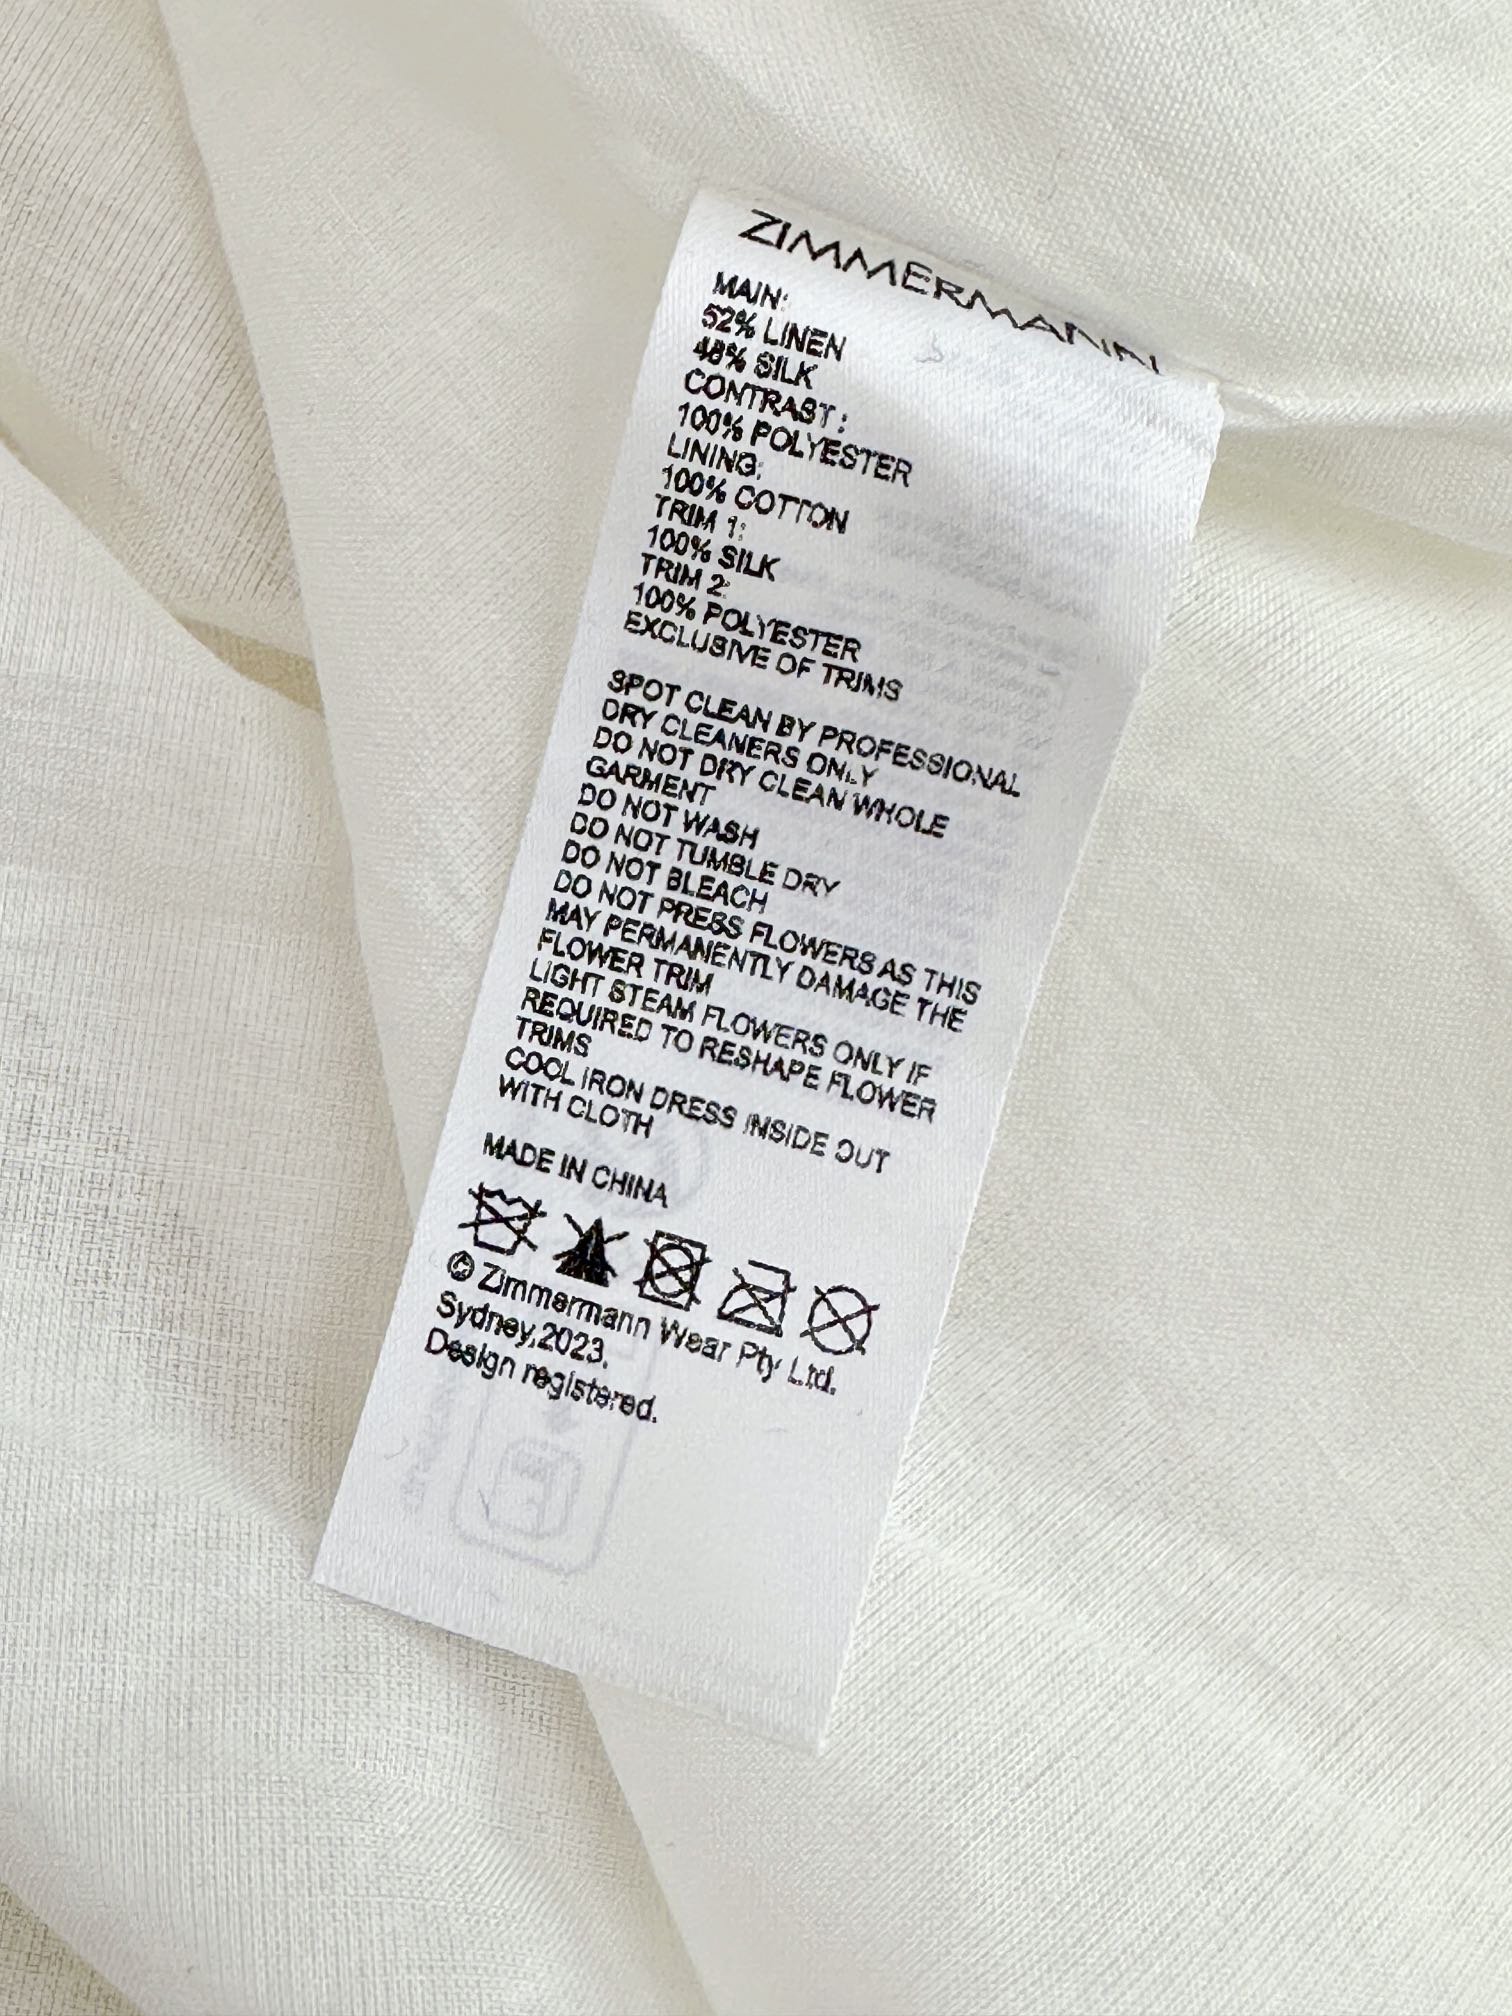 ZIMMERMANN
MAIN:
52% LINEN
48% SILK
CONTRAST:
100% POLYESTER
LINING:
100% COTTON
TRIM 1:
100% SILK
TRIM 2:
100% POLYESTER
EXCLUSIVE OF TRIMS
SPOT CLEAN BY PROFESSIONAL
DRY CLEANERS ONLY
DO NOT DRY CLEAN WHOLE
GARMENT
DO NOT WASH
DO NOT TUMBLE DRY
DO NOT BLEACH
DO NOT PRESS FLOWERS AS THIS
MAY PERMANENTLY DAMAGE THE
FLOWER TRIM
LIGHT STEAM FLOWERS ONLY IF
REQUIRED TO RESHAPE FLOWER
TRIMS
COOL IRON DRESS INSIDE OUT
WITH CLOTH
MADE IN CHINA
© Zimmermann Wear Pty Ltd.
Sydney,2023.
Design registered.